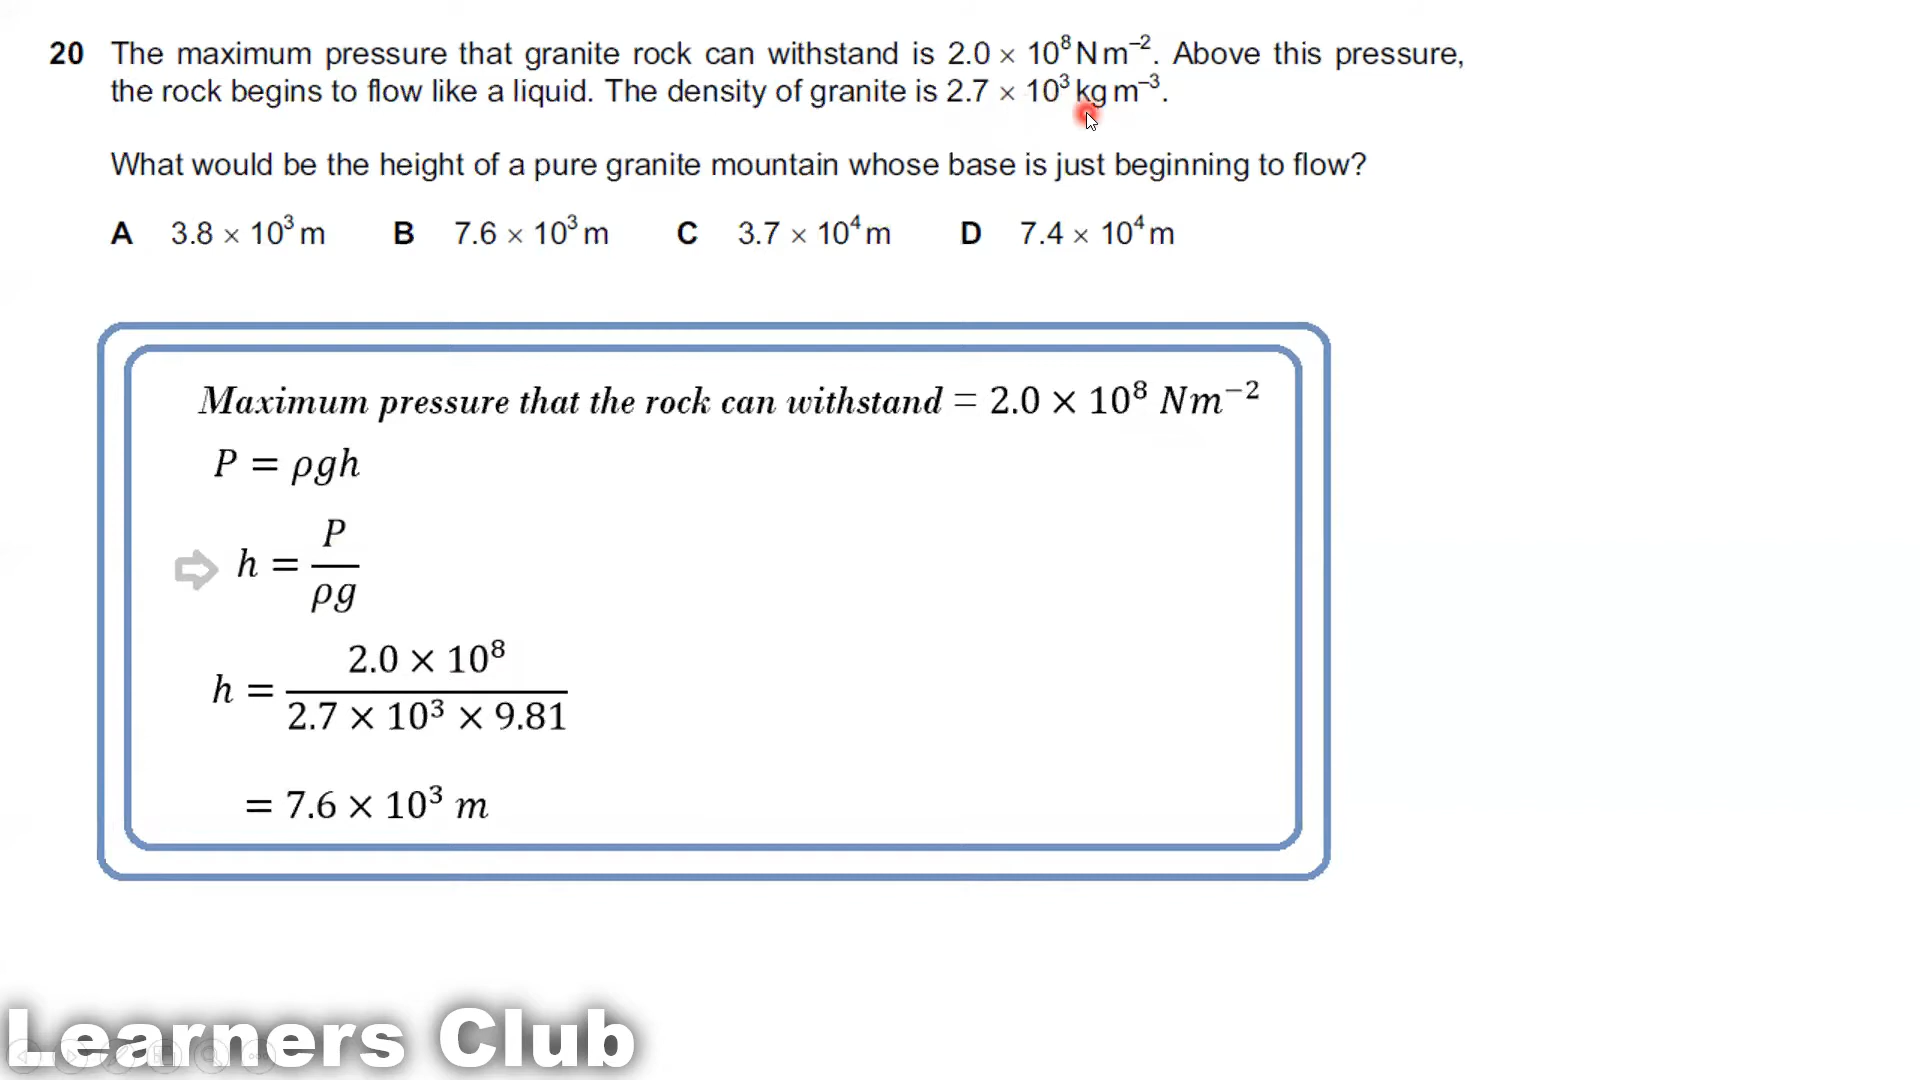 20 The maximum pressure that granite rock can withstand is 2.0 × 10⁸ N m⁻². Above this pressure,
the rock begins to flow like a liquid. The density of granite is 2.7 × 10³ kg m⁻³.
What would be the height of a pure granite mountain whose base is just beginning to flow?
A 3.8 × 10³ m B 7.6 × 10³ m C 3.7 × 10⁴ m D 7.4 × 10⁴ m
Maximum pressure that the rock can withstand = 2.0 × 10⁸ Nm⁻²
P = ρgh
h = P / ρg
h = 2.0 × 10⁸ / 2.7 × 10³ × 9.81
= 7.6 × 10³ m
Learners Club